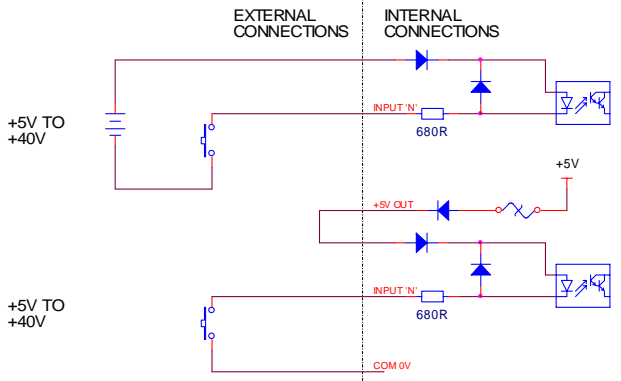 EXTERNAL
CONNECTIONS
INTERNAL
CONNECTIONS
+5V TO
+40V
INPUT 'N'
680R
+5V
+5V OUT
+5V TO
+40V
INPUT 'N'
680R
COM 0V